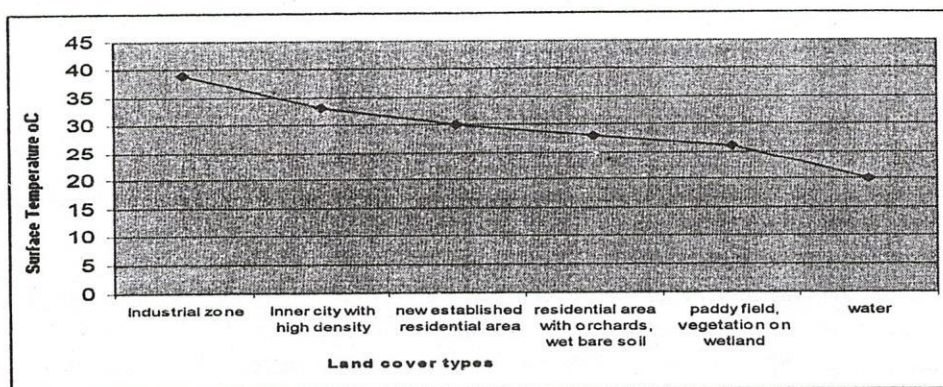 45
40
35
30
25
20
15
10
5
0
Surface Temperature oC
Industrial zone
Inner city with
high density
new established
residential area
residential area
with orchards,
wet bare soil
paddy field,
vegetation on
wetland
water
Land cover types